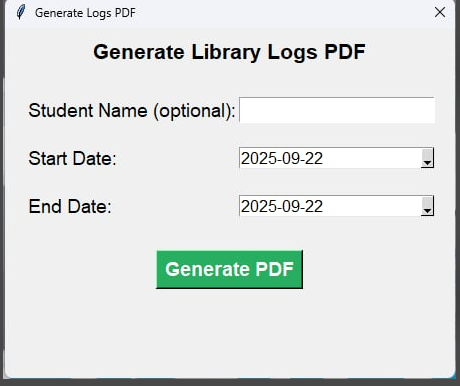 Generate Logs PDF
Generate Library Logs PDF
Student Name (optional):
Start Date: 2025-09-22
End Date: 2025-09-22
Generate PDF